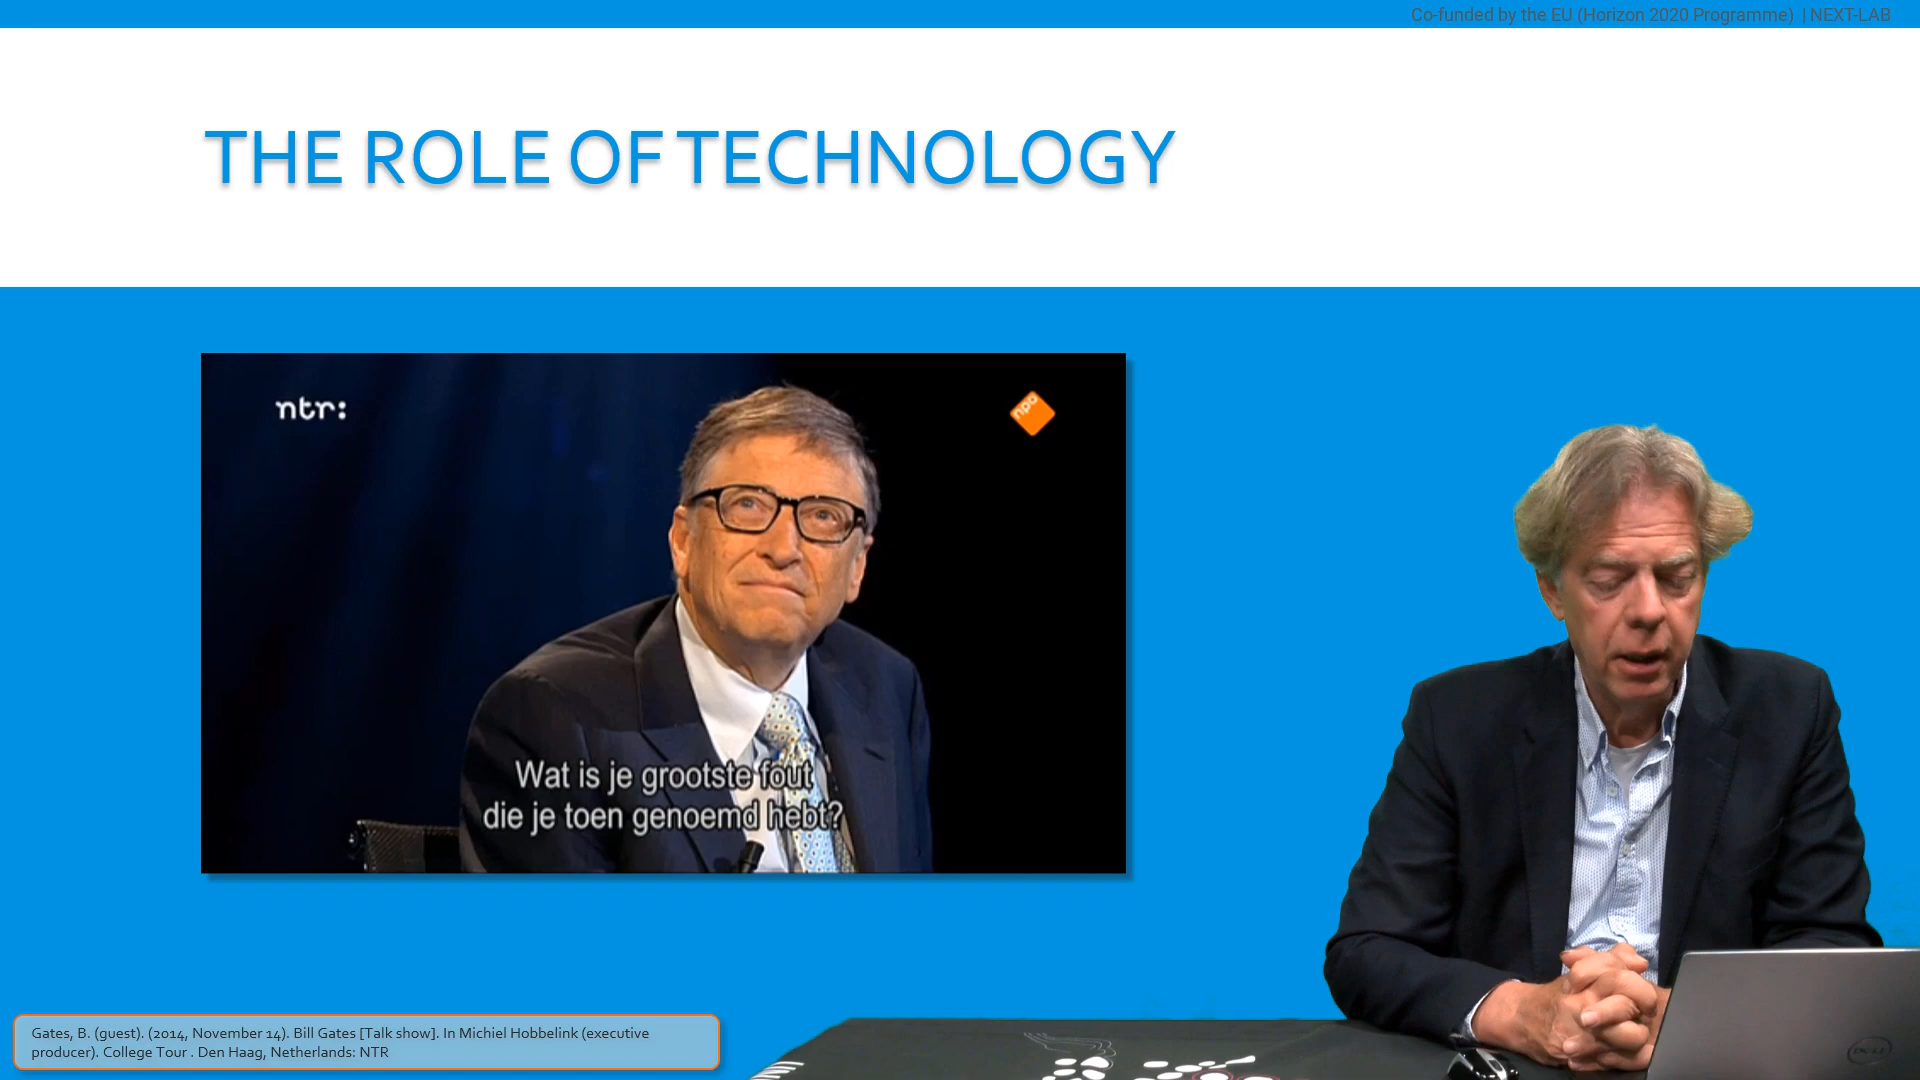 Co-funded by the EU (Horizon 2020 Programme) | NEXT-LAB
THE ROLE OF TECHNOLOGY
ntr:
npo
Wat is je grootste fout
die je toen genoemd hebt?
Gates, B. (guest). (2014, November 14). Bill Gates [Talk show]. In Michiel Hobbelink (executive
producer). College Tour . Den Haag, Netherlands: NTR
DELL